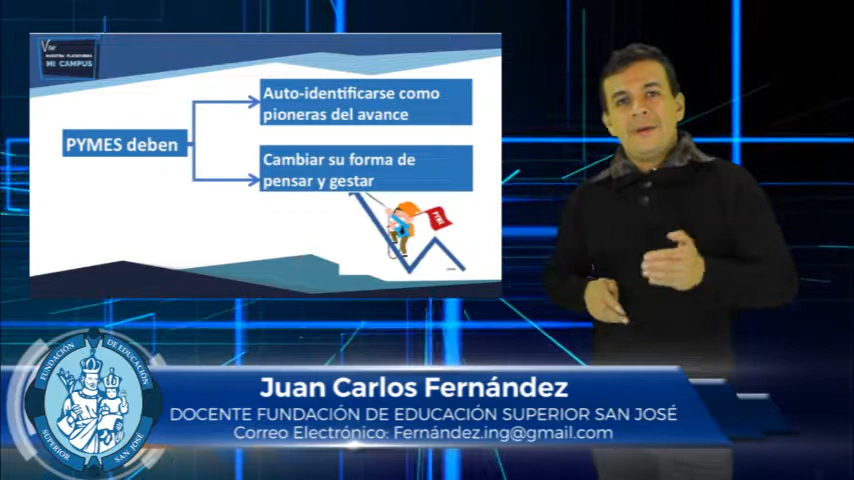 Vive
NUESTRA PLATAFORMA
MI CAMPUS
PYMES deben
Auto-identificarse como
pioneras del avance
Cambiar su forma de
pensar y gestar
PYME
FUNDACIÓN DE EDUCACIÓN
SUPERIOR SAN JOSÉ
Juan Carlos Fernández
DOCENTE FUNDACIÓN DE EDUCACIÓN SUPERIOR SAN JOSÉ
Correo Electrónico: Fernández.ing@gmail.com